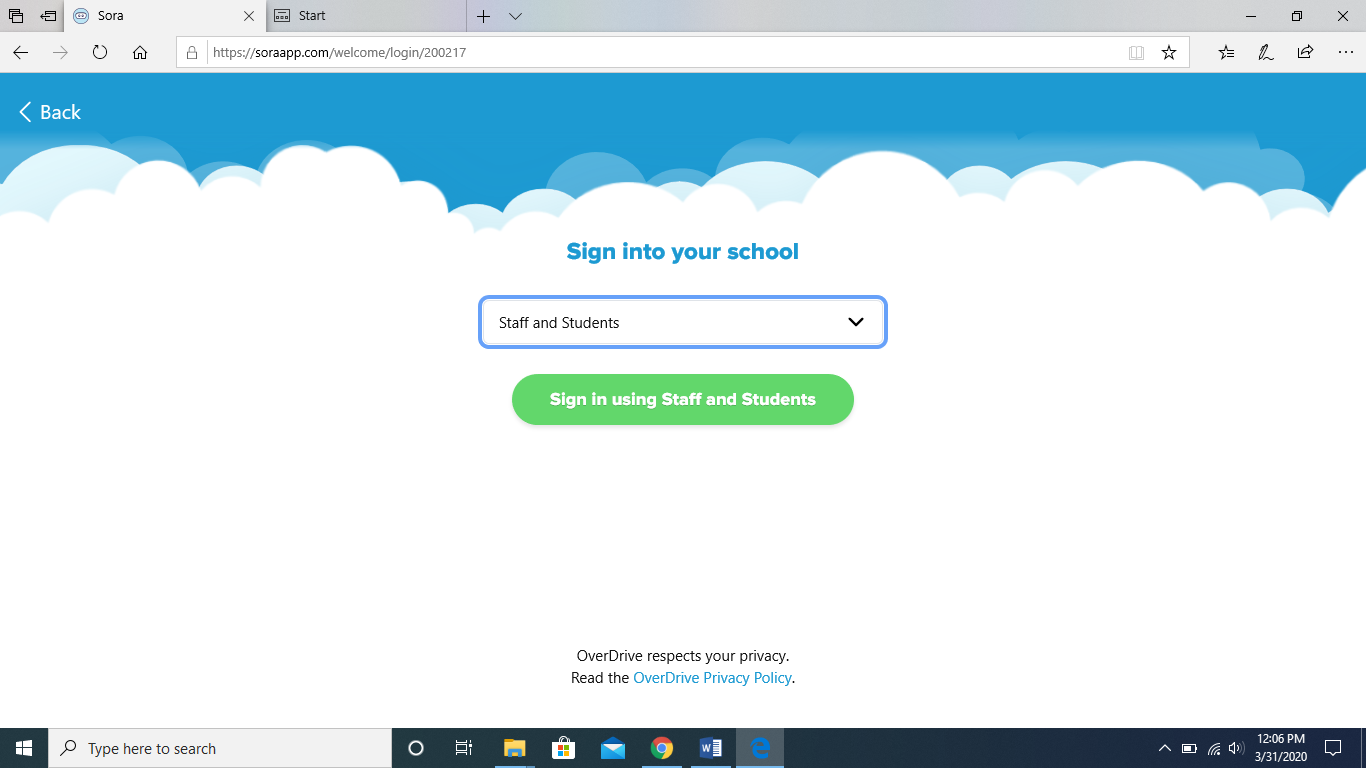 Sora
Start
https://soraapp.com/welcome/login/200217
Back
Sign into your school
Staff and Students
Sign in using Staff and Students
OverDrive respects your privacy.
Read the OverDrive Privacy Policy.
Type here to search
12:06 PM
3/31/2020